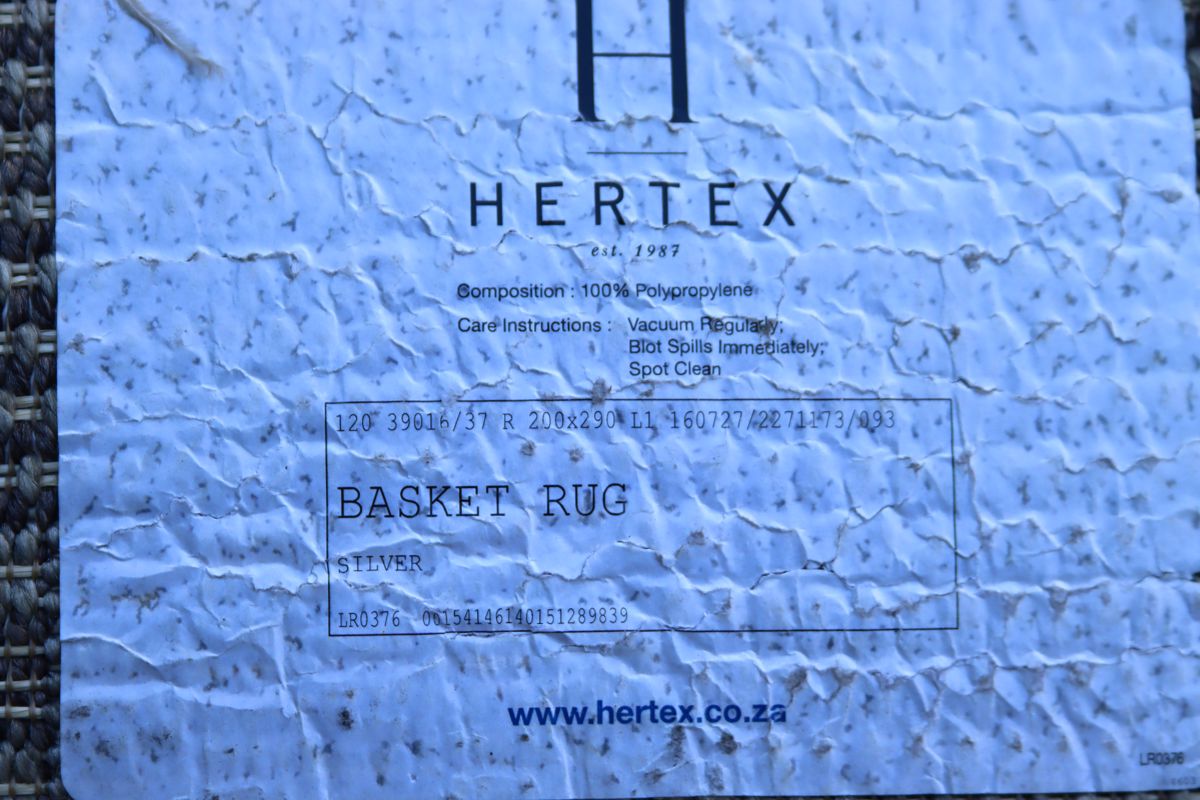 H
HERTEX
est. 1987
Composition : 100% Polypropylene
Care Instructions : Vacuum Regularly;
Blot Spills Immediately;
Spot Clean
120 39016/37 R 200x290 L1 160727/2271173/093
BASKET RUG
SILVER
LR0376 00154146140151289839
www.hertex.co.za
LR0376